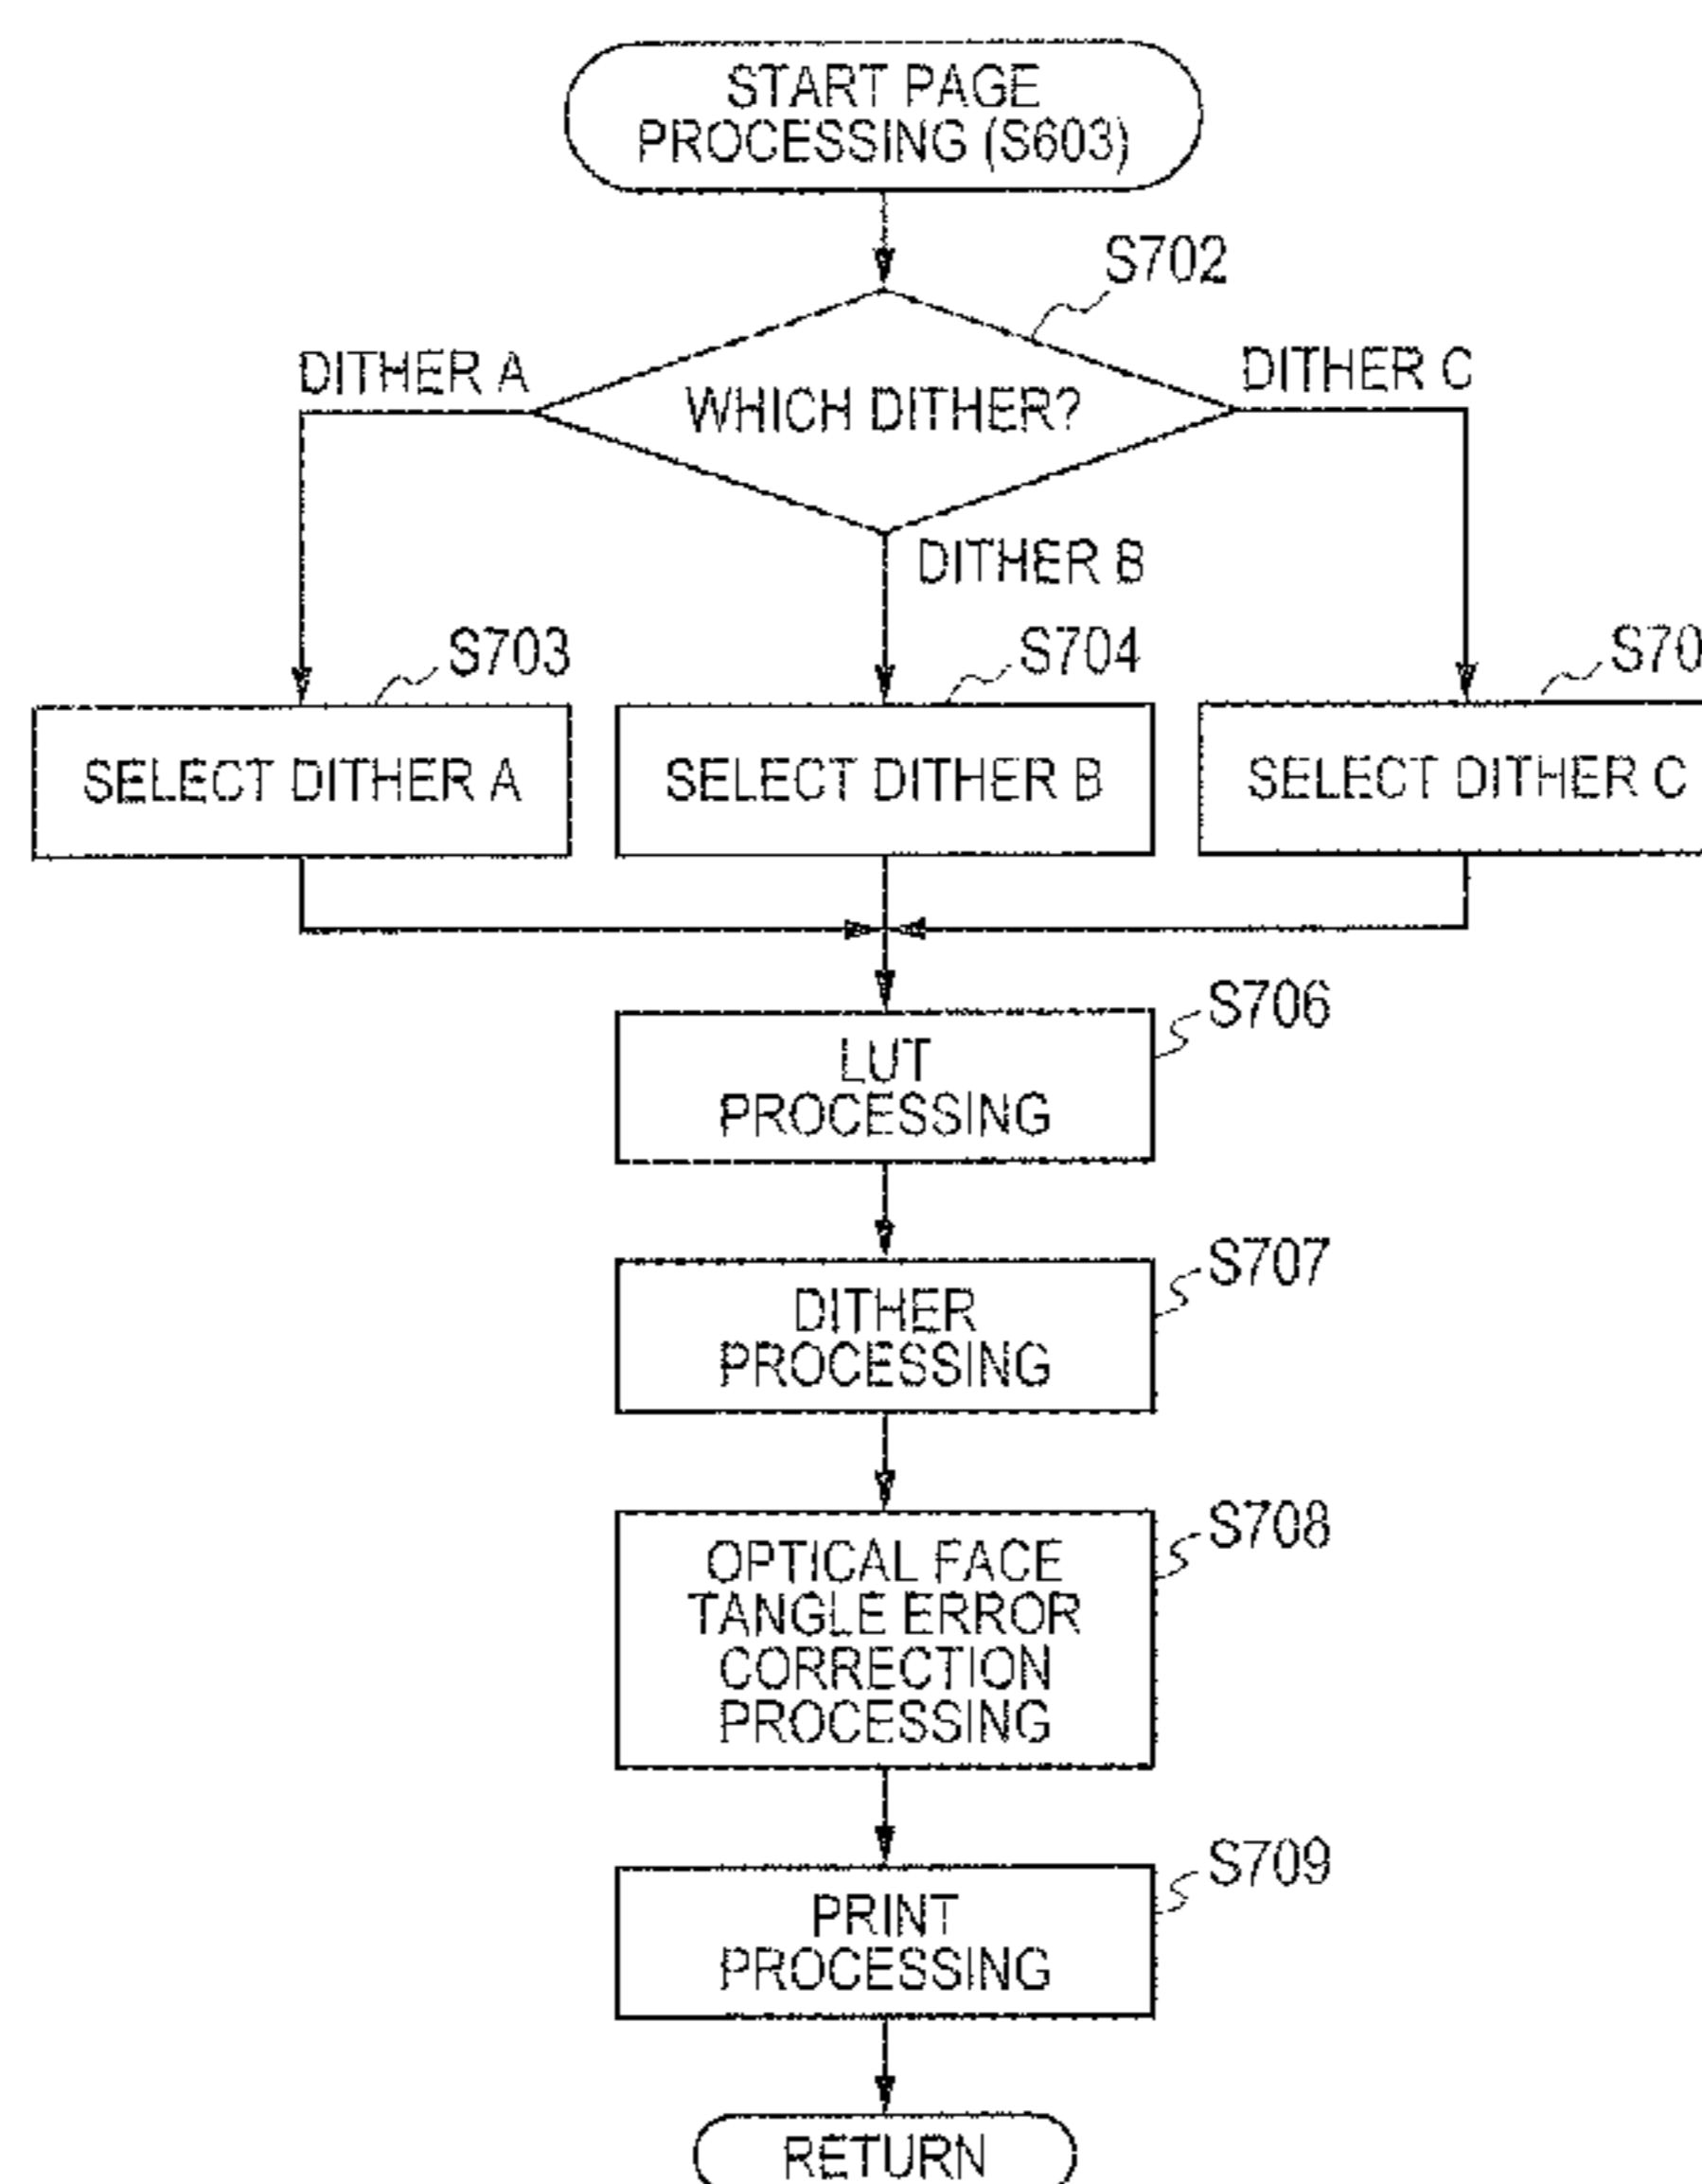 START PAGE
PROCESSING (S603)
S702
DITHER A
WHICH DITHER?
DITHER C
DITHER B
S703
S704
S70
SELECT DITHER A
SELECT DITHER B
SELECT DITHER C
S706
LUT
PROCESSING
S707
DITHER
PROCESSING
S708
OPTICAL FACE
TANGLE ERROR
CORRECTION
PROCESSING
S709
PRINT
PROCESSING
RETURN